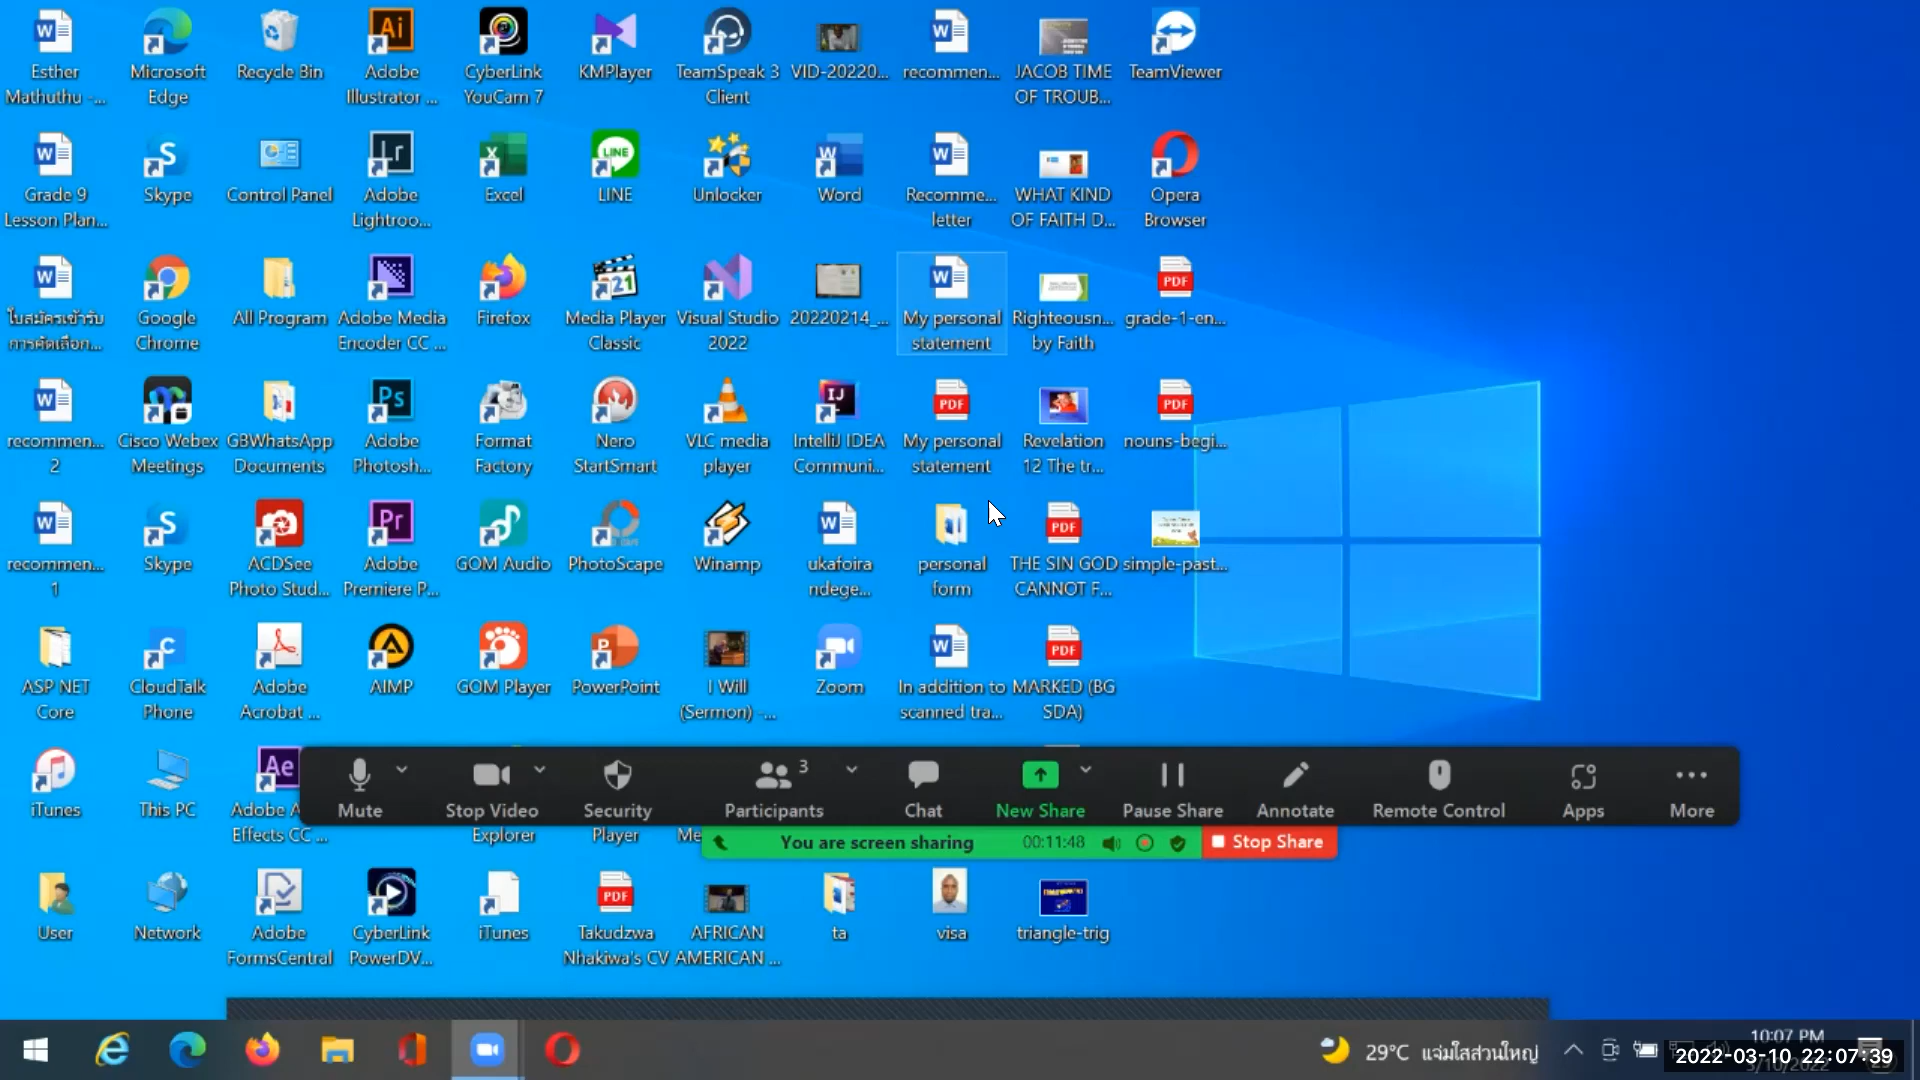 Esther
Mathuthu -...
Microsoft
Edge
Recycle Bin
Adobe
Illustrator ...
CyberLink
YouCam 7
KMPlayer
TeamSpeak 3
Client
VID-20220...
recommen...
JACOB TIME
OF TROUB...
TeamViewer
Grade 9
Lesson Plan...
Skype
Control Panel
Adobe
Lightroo...
Excel
LINE
Unlocker
Word
Recomme...
letter
WHAT KIND
OF FAITH D...
Opera
Browser
ใบสมัครเข้ารับ
การคัดเลือก...
Google
Chrome
All Program
Adobe Media
Encoder CC ...
Firefox
Media Player
Classic
Visual Studio
2022
20220214_...
My personal
statement
Righteousn...
by Faith
grade-1-en...
recommen...
2
Cisco Webex
Meetings
GBWhatsApp
Documents
Adobe
Photosh...
Format
Factory
Nero
StartSmart
VLC media
player
IntelliJ IDEA
Communi...
My personal
statement
Revelation
12 The tr...
nouns-begi...
recommen...
1
Skype
ACDSee
Photo Stud...
Adobe
Premiere P...
GOM Audio
PhotoScape
Winamp
ukafoira
ndege...
personal
form
THE SIN GOD
CANNOT F...
simple-past...
ASP NET
Core
CloudTalk
Phone
Adobe
Acrobat ...
AIMP
GOM Player
PowerPoint
I Will
(Sermon) -...
Zoom
In addition to
scanned tra...
MARKED (BG
SDA)
iTunes
This PC
Adobe A
Effects CC ...
Explorer
Player
Me
Mute
Stop Video
Security
Participants
3
Chat
New Share
Pause Share
Annotate
Remote Control
Apps
More
You are screen sharing
00:11:48
Stop Share
User
Network
Adobe
FormsCentral
CyberLink
PowerDV...
iTunes
Takudzwa
Nhakiwa's CV
AFRICAN
AMERICAN ...
ta
visa
triangle-trig
29°C แจ่มใสส่วนใหญ่
10:07 PM
3/10/2022
2022-03-10 22:07:39